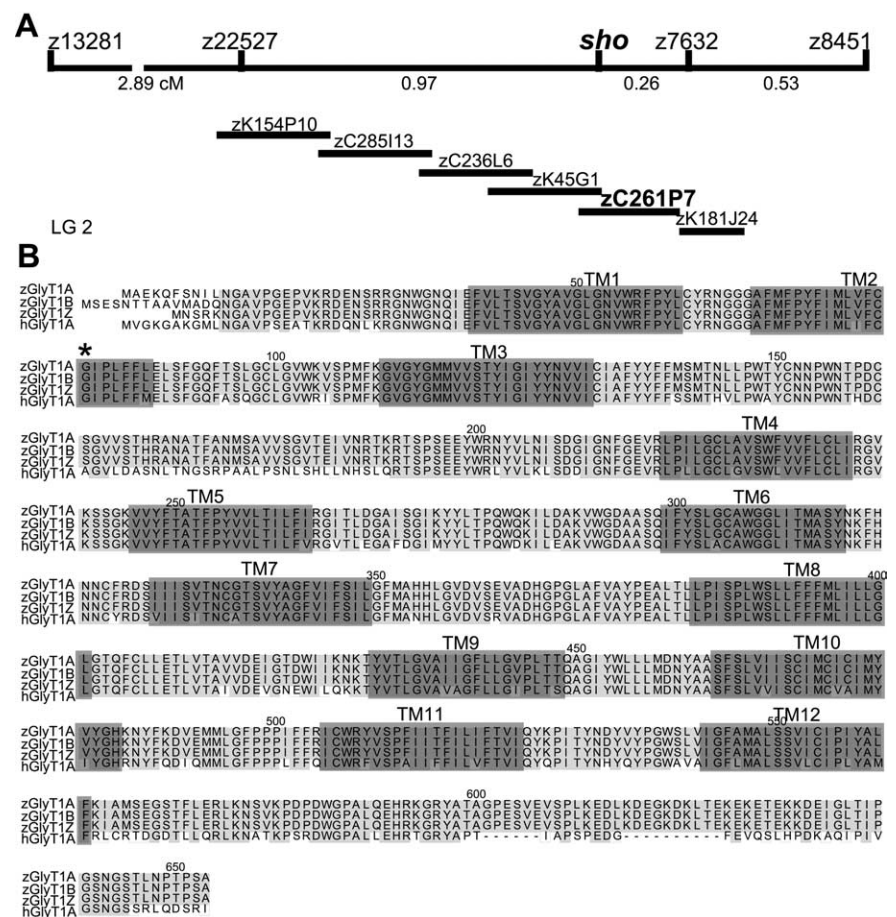 A
z13281 z22527 sho z7632 z8451
2.89 cM 0.97 0.26 0.53
zK154P10
zC285I13
zC236L6
zK45G1
zC261P7
zK181J24
LG 2
B
50 TM1 TM2
zGlyT1A MAEKQFSNILNGAVPGEPVKRDENSRRGNWGNQIEFVLTSVGYAVGLGNVWRFPYLCYRNGGGAFMFPYFIMLVFC
zGlyT1B MSESNTTAAVMADQNGAVPGEPVKRDENSRRGNWGNQIEFVLTSVGYAVGLGNVWRFPYLCYRNGGGAFMFPYFIMLVFC
zGlyT1Z MNSRKNGAVPGEPVKRDENSRRGNWGNQIEFVLTSVGYAVGLGNVWRFPYLCYRNGGGAFMFPYFIMLVFC
hGlyT1A MVGKGAKGMLNGAVPSEATKRDQNLKRGNWGNQIEFVLTSVGYAVGLGNVWRFPYLCYRNGGGAFMFPYFIMLIFC
* 100 TM3 150
zGlyT1A GIPLFFLELSFGQFTSLGCLGVWKVSPMFKGVGYGMMVVSTYIGIYYNVVICIAFYYFFMSMTNLLPWTYCNNPWNTPDC
zGlyT1B GIPLFFLELSFGQFTSLGCLGVWKVSPMFKGVGYGMMVVSTYIGIYYNVVICIAFYYFFMSMTNLLPWTYCNNPWNTPDC
zGlyT1Z GIPLFFLELSFGQFTSLGCLGVWKVSPMFKGVGYGMMVVSTYIGIYYNVVICIAFYYFFMSMTNLLPWTYCNNPWNTPDC
hGlyT1A GIPLFFMELSFGQFASQGCLGVWRISPMFKGVGYGMMVVSTYIGIYYNVVICIAFYYFFSSMTHVLPWAYCNNPWNTHDC
200 TM4
zGlyT1A SGVVSTHRANATFANMSAVVSGVTEIVNRTKRTSPSEEYWRNYVLNISDGIGNFGEVRLPILGCLAVSWFVVFLCLIRGV
zGlyT1B SGVVSTHRANATFANMSAVVSGVTEIVNRTKRTSPSEEYWRNYVLNISDGIGNFGEVRLPILGCLAVSWFVVFLCLIRGV
zGlyT1Z SGVVSTHRANATFANMSAVVSGVTEIVNRTKRTSPSEEYWRNYVLNISDGIGNFGEVRLPILGCLAVSWFVVFLCLIRGV
hGlyT1A AGVLDASNLTNGSRPAALPSNLSHLLNHSLQRTSPSEEYWRLYVLKLSDDIGNFGEVRLPLLGCLGVSWLVVFLCLIRGV
250 TM5 300 TM6
zGlyT1A KSSGKVVYFTATFPYVVLTILFIRGITLDGAISGIKYYLTPQWQKILDAKVWGDAASQIFYSLGCAWGGLITMASYNKFH
zGlyT1B KSSGKVVYFTATFPYVVLTILFIRGITLDGAISGIKYYLTPQWQKILDAKVWGDAASQIFYSLGCAWGGLITMASYNKFH
zGlyT1Z KSSGKVVYFTATFPYVVLTILFIRGITLDGAISGIKYYLTPQWQKILDAKVWGDAASQIFYSLGCAWGGLITMASYNKFH
hGlyT1A KSSGKVVYFTATFPYVVLTILFVRGVTLEGAFDGIMYYLTPQWDKILEAKVWGDAASQIFYSLACAWGGLITMASYNKFH
TM7 350 TM8 400
zGlyT1A NNCFRDSIIISVTNCGTSVYAGFVIFSILGFMAHHLGVDVSEVADHGPGLAFVAYPEALTLLPISPLWSLLFFFMLILLG
zGlyT1B NNCFRDSIIISVTNCGTSVYAGFVIFSILGFMAHHLGVDVSEVADHGPGLAFVAYPEALTLLPISPLWSLLFFFMLILLG
zGlyT1Z NNCFRDSIIISVTNCGTSVYAGFVIFSILGFMAHHLGVDVSEVADHGPGLAFVAYPEALTLLPISPLWSLLFFFMLILLG
hGlyT1A NNCYRDSVIISITNCATSVYAGFVIFSILGFMANHLGVDVSRVADHGPGLAFVAYPEALTLLPISPLWSLLFFFMLILLG
TM9 450 TM10
zGlyT1A LGTQFCLLETLVTAVVDEIGTDWIIKNKTYVTLGVAIIGFLLGVPLTTQAGIYWLLLMDNYAASFSLVIISCIMCICIMY
zGlyT1B LGTQFCLLETLVTAVVDEIGTDWIIKNKTYVTLGVAIIGFLLGVPLTTQAGIYWLLLMDNYAASFSLVIISCIMCICIMY
zGlyT1Z LGTQFCLLETLVTAVVDEIGTDWIIKNKTYVTLGVAIIGFLLGVPLTTQAGIYWLLLMDNYAASFSLVIISCIMCICIMY
hGlyT1A LGTQFCLLETLVTAIVDEVGNEWILQKKTYVTLGVAVAGFLLGIPLTSQAGIYWLLLMDNYAASFSLVVISCIMCVAIMY
500 TM11 550 TM12
zGlyT1A VYGHKNYFKDVEMMLGFPPPIFFRICWRYVSPFIITFILIFTVIQYKPITYNDYVYPGWSLVIGFAMALSSVICIPIYAL
zGlyT1B VYGHKNYFKDVEMMLGFPPPIFFRICWRYVSPFIITFILIFTVIQYKPITYNDYVYPGWSLVIGFAMALSSVICIPIYAL
zGlyT1Z VYGHKNYFKDVEMMLGFPPPIFFRICWRYVSPFIITFILIFTVIQYKPITYNDYVYPGWSLVIGFAMALSSVICIPIYAL
hGlyT1A IYGHRNYFQDIQMMLGFPPPLFFQICWRFVSPAIIFFILVFTVIQYQPITYNHYQYPGWAVAIGFLMALSSVLCIPLYAM
600
zGlyT1A FKIAMSEGSTFLERLKNSVKPDPDWGPALQEHRKGRYATAGPESVEVSPLKEDLKDEGKDKLTEKEKETEKKDEIGLTIP
zGlyT1B FKIAMSEGSTFLERLKNSVKPDPDWGPALQEHRKGRYATAGPESVEVSPLKEDLKDEGKDKLTEKEKETEKKDEIGLTIP
zGlyT1Z FKIAMSEGSTFLERLKNSVKPDPDWGPALQEHRKGRYATAGPESVEVSPLKEDLKDEGKDKLTEKEKETEKKDEIGLTIP
hGlyT1A FRLCRTDGDTLLQRLKNATKPSRDWGPALLEHRTGRYAPT------IAPSPEDG----------FEVQSLHPDKAQIPIV
650
zGlyT1A GSNGSTLNPTPSA
zGlyT1B GSNGSTLNPTPSA
zGlyT1Z GSNGSTLNPTPSA
hGlyT1A GSNGSSRLQDSRI